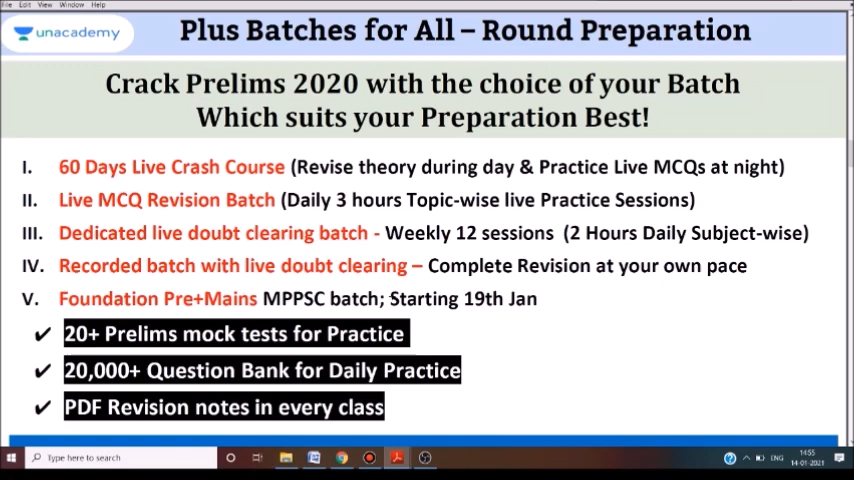 File Edit View Window Help
unacademy
Plus Batches for All – Round Preparation
Crack Prelims 2020 with the choice of your Batch
Which suits your Preparation Best!
I. 60 Days Live Crash Course (Revise theory during day & Practice Live MCQs at night)
II. Live MCQ Revision Batch (Daily 3 hours Topic-wise live Practice Sessions)
III. Dedicated live doubt clearing batch - Weekly 12 sessions (2 Hours Daily Subject-wise)
IV. Recorded batch with live doubt clearing – Complete Revision at your own pace
V. Foundation Pre+Mains MPPSC batch; Starting 19th Jan
✔ 20+ Prelims mock tests for Practice
✔ 20,000+ Question Bank for Daily Practice
✔ PDF Revision notes in every class
Type here to search
ENG
14:55
14-01-2021